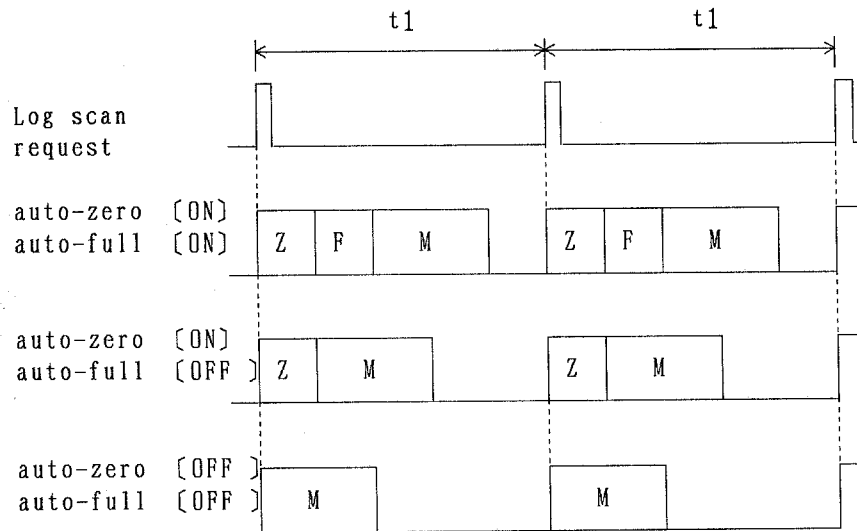 t1 t1
Log scan
request
auto-zero [ON]
auto-full [ON]
Z F M Z F M
auto-zero [ON]
auto-full [OFF]
Z M Z M
auto-zero [OFF]
auto-full [OFF]
M M